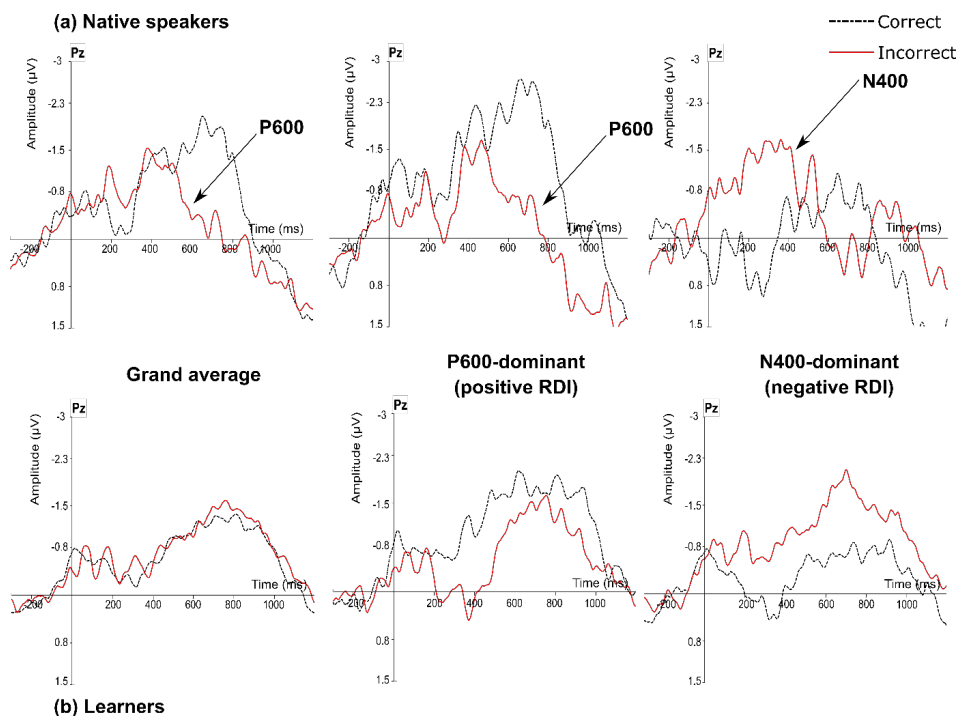 (a) Native speakers
Correct
Incorrect
Pz
-3
-2.3
-1.5
-0.8
0.8
1.5
Amplitude (µV)
P600
Time (ms)
-200
200
400
600
800
1000
Pz
-3
-2.3
-1.5
-0.8
0.8
1.5
Amplitude (µV)
P600
Time (ms)
-200
200
400
600
800
1000
Pz
-3
-2.3
-1.5
-0.8
0.8
1.5
Amplitude (µV)
N400
Time (ms)
-200
200
400
600
800
1000
Grand average
P600-dominant
(positive RDI)
N400-dominant
(negative RDI)
Pz
-3
-2.3
-1.5
-0.8
0.8
1.5
Amplitude (µV)
Time (ms)
-200
200
400
600
800
1000
Pz
-3
-2.3
-1.5
-0.8
0.8
1.5
Amplitude (µV)
Time (ms)
-200
200
400
600
800
1000
Pz
-3
-2.3
-1.5
-0.8
0.8
1.5
Amplitude (µV)
Time (ms)
-200
200
400
600
800
1000
(b) Learners